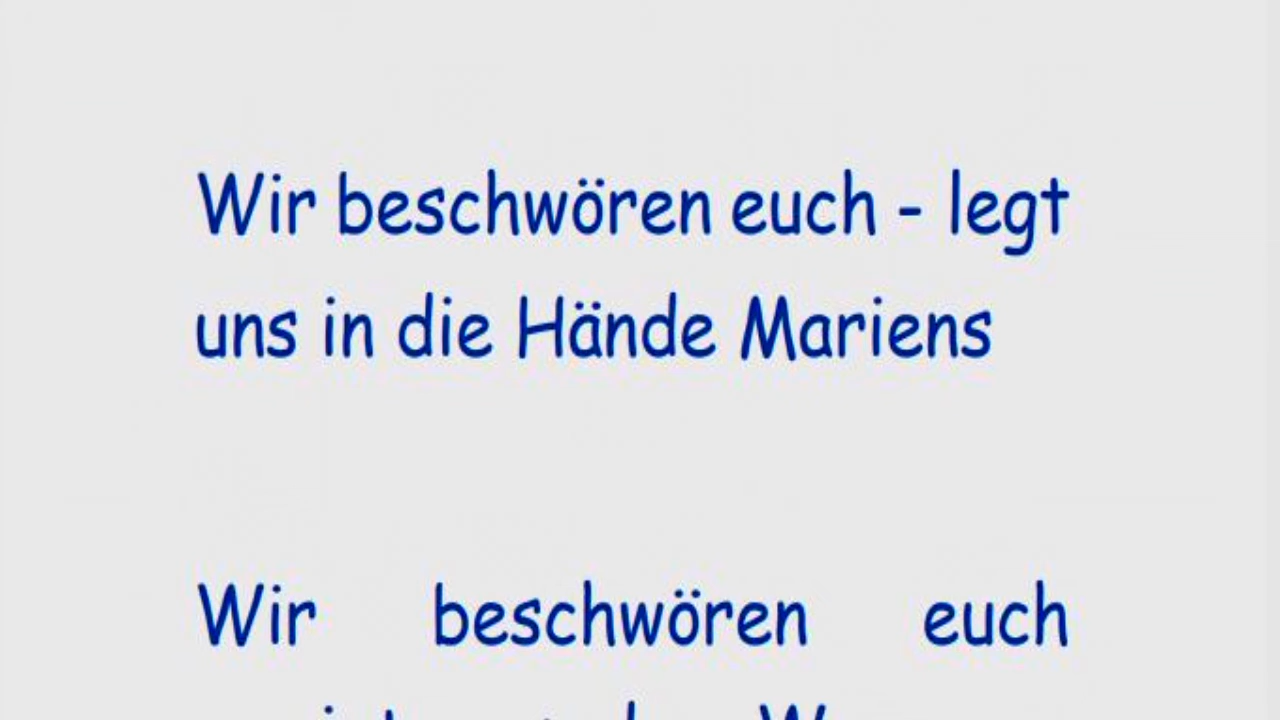 Wir beschwören euch - legt
uns in die Hände Mariens
Wir beschwören euch